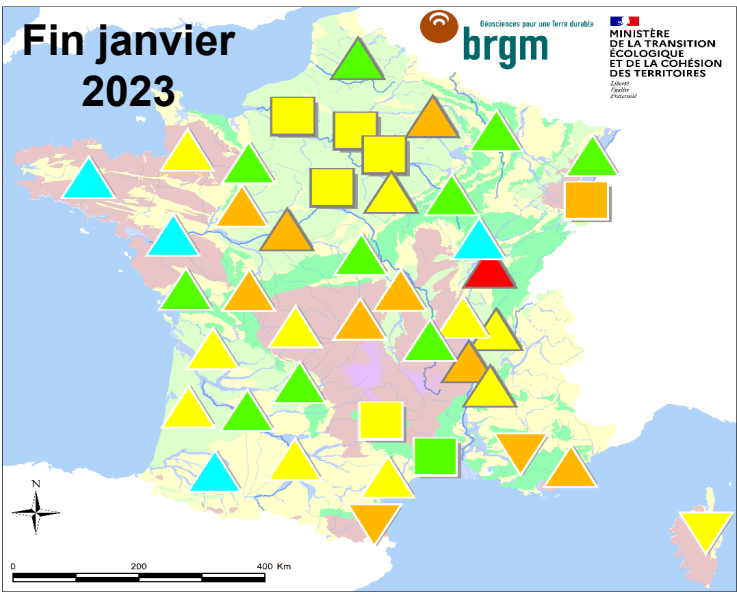 Fin janvier
2023
Géosciences pour une Terre durable
brgm
MINISTÈRE
DE LA TRANSITION
ÉCOLOGIQUE
ET DE LA COHÉSION
DES TERRITOIRES
Liberté
Égalité
Fraternité
N
0 200 400 Km